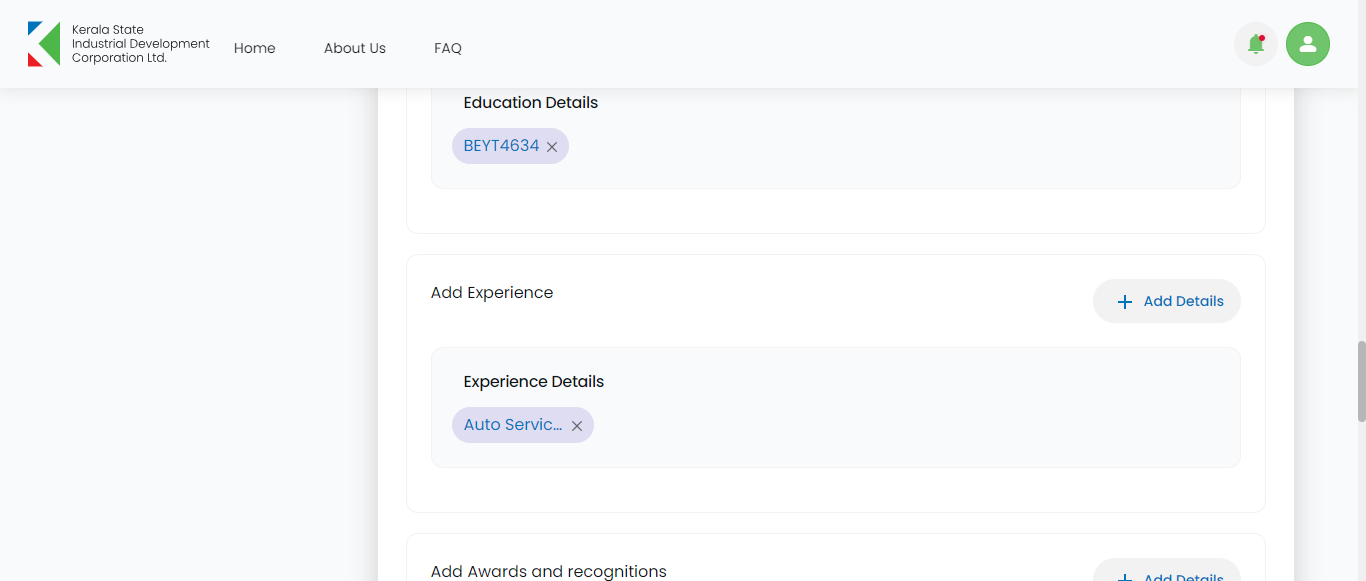 Kerala State
Industrial Development
Corporation Ltd.
Home
About Us
FAQ
Education Details
BEYT4634
Add Experience
Add Details
Experience Details
Auto Servic...
Add Awards and recognitions
Add Details